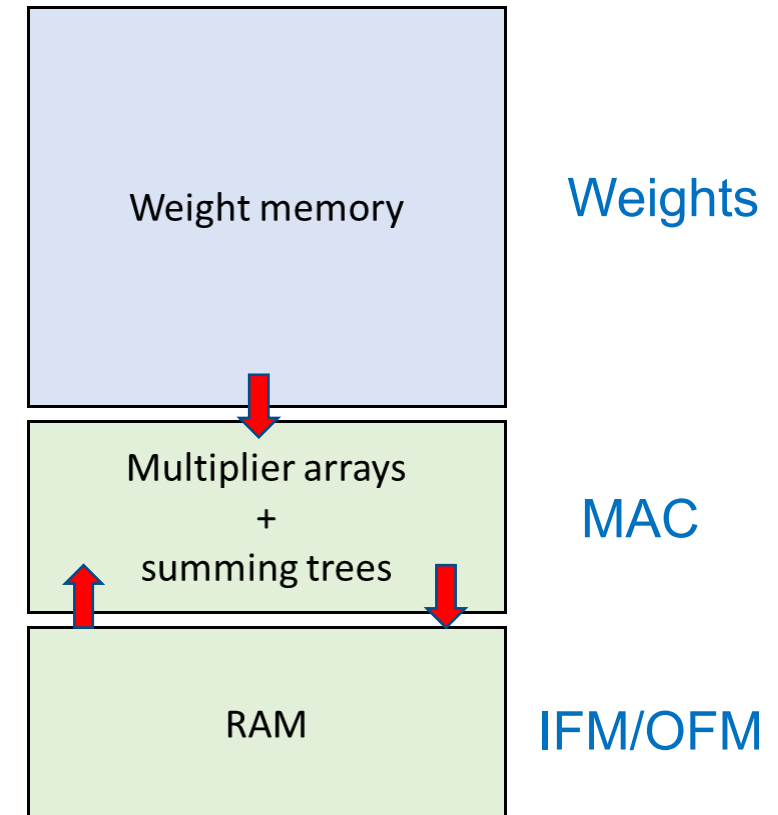 Weight memory
Weights
Multiplier arrays
+
summing trees
MAC
RAM
IFM/OFM